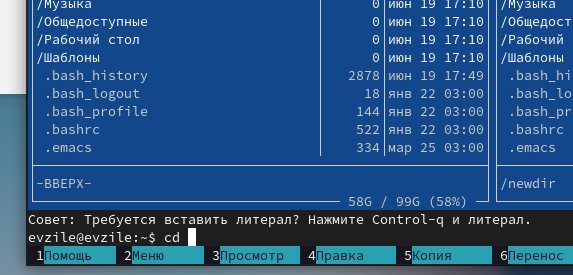 /Музыка 0 июн 19 17:10 /Музыка
/Общедоступные 0 июн 19 17:10 /Общедост
/Рабочий стол 0 июн 19 17:10 /Рабочий
/Шаблоны 0 июн 19 17:10 /Шаблоны
.bash_history 2878 июн 19 17:49 .bash_hi
.bash_logout 18 янв 22 03:00 .bash_lo
.bash_profile 144 янв 22 03:00 .bash_pr
.bashrc 522 янв 22 03:00 .bashrc
.emacs 334 мар 25 03:00 .emacs
-ВВЕРХ- /newdir
58G / 99G (58%)
Совет: Требуется вставить литерал? Нажмите Control-q и литерал.
evzile@evzile:~$ cd
1Помощь 2Меню 3Просмотр 4Правка 5Копия 6Перенос